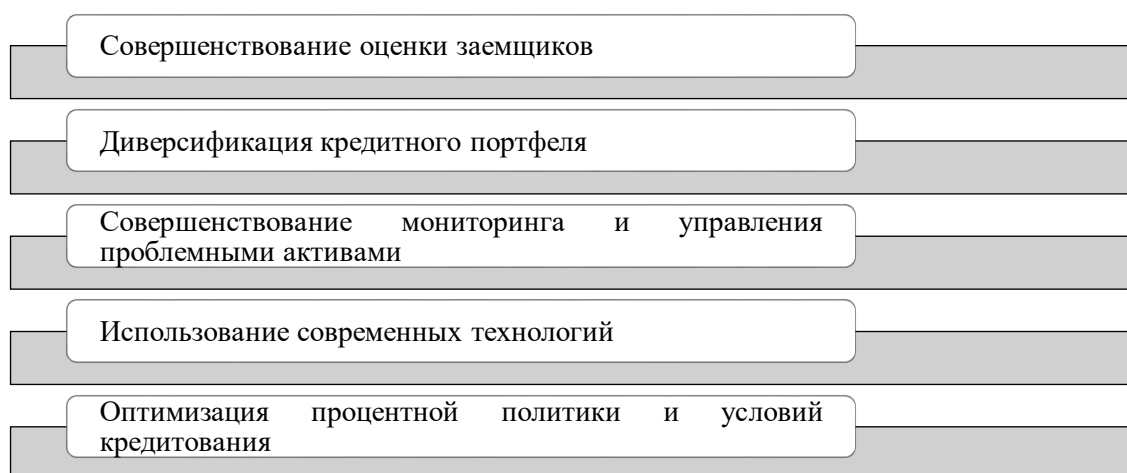 Совершенствование оценки заемщиков
Диверсификация кредитного портфеля
Совершенствование мониторинга и управления
проблемными активами
Использование современных технологий
Оптимизация процентной политики и условий
кредитования